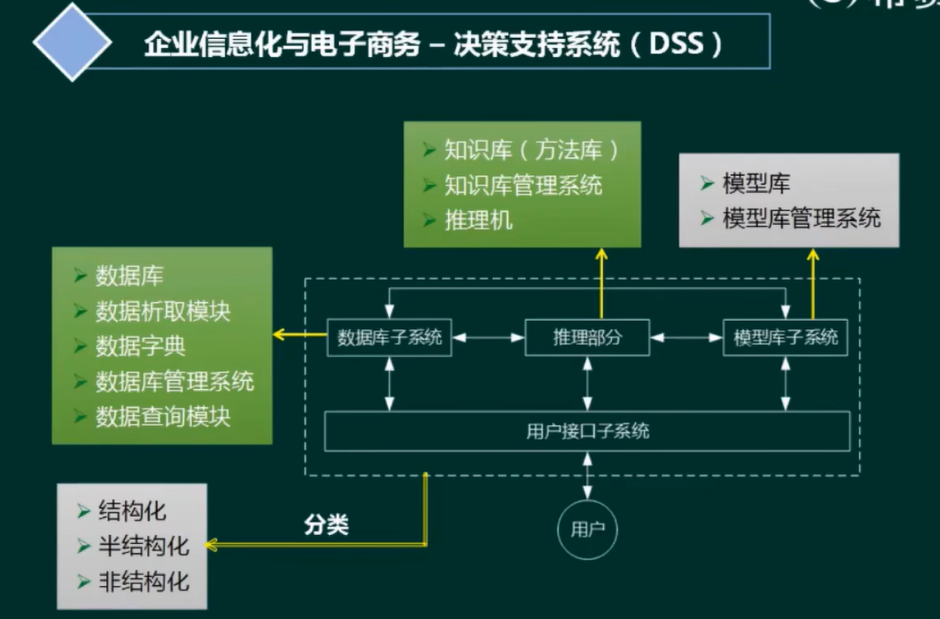 企业信息化与电子商务 – 决策支持系统（DSS）
知识库（方法库）
知识库管理系统
推理机
模型库
模型库管理系统
数据库
数据析取模块
数据字典
数据库管理系统
数据查询模块
数据库子系统
推理部分
模型库子系统
用户接口子系统
用户
分类
结构化
半结构化
非结构化